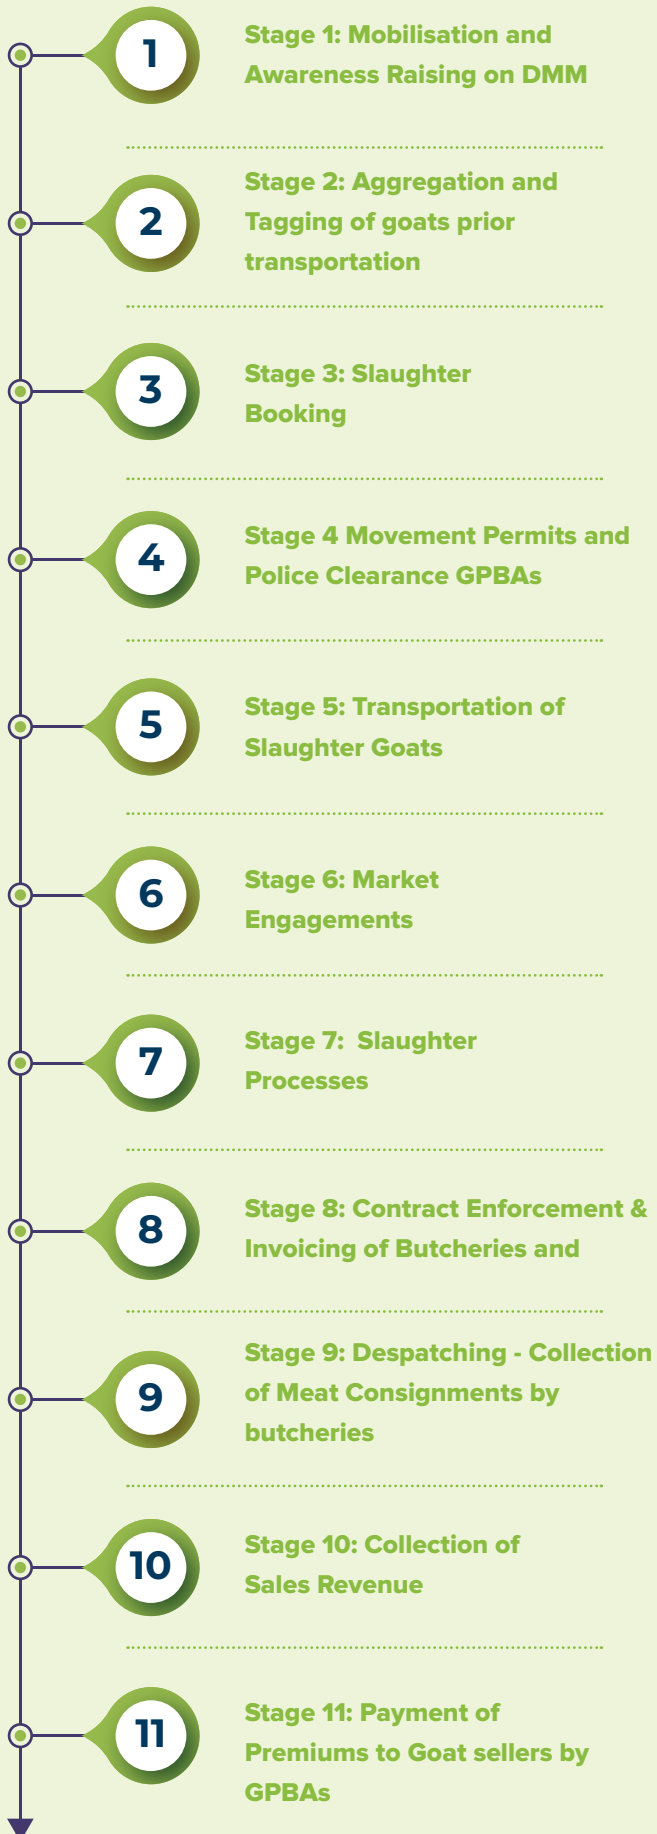 1
Stage 1: Mobilisation and
Awareness Raising on DMM
2
Stage 2: Aggregation and
Tagging of goats prior
transportation
3
Stage 3: Slaughter
Booking
4
Stage 4 Movement Permits and
Police Clearance GPBAs
5
Stage 5: Transportation of
Slaughter Goats
6
Stage 6: Market
Engagements
7
Stage 7: Slaughter
Processes
8
Stage 8: Contract Enforcement &
Invoicing of Butcheries and
9
Stage 9: Despatching - Collection
of Meat Consignments by
butcheries
10
Stage 10: Collection of
Sales Revenue
11
Stage 11: Payment of
Premiums to Goat sellers by
GPBAs